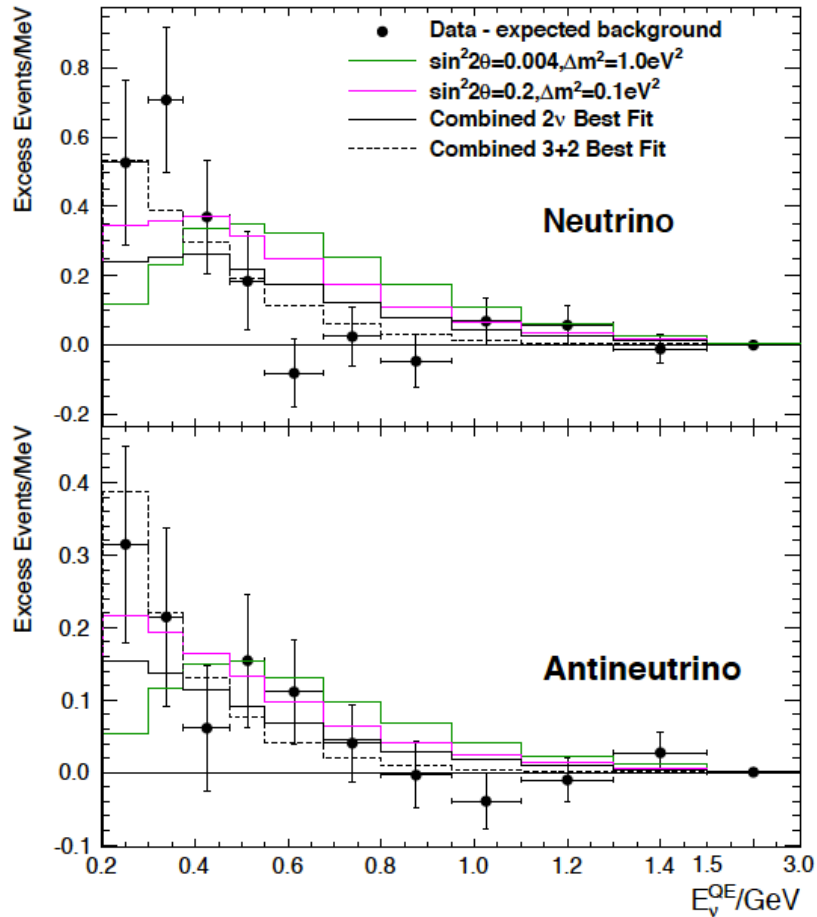 Data - expected background
sin²2θ=0.004,Δm²=1.0eV²
sin²2θ=0.2,Δm²=0.1eV²
Combined 2ν Best Fit
Combined 3+2 Best Fit
Excess Events/MeV
0.8
0.6
0.4
0.2
0.0
-0.2
Neutrino
Excess Events/MeV
0.4
0.3
0.2
0.1
0.0
-0.1
Antineutrino
0.2 0.4 0.6 0.8 1.0 1.2 1.4 1.5 3.0
E_ν^QE/GeV